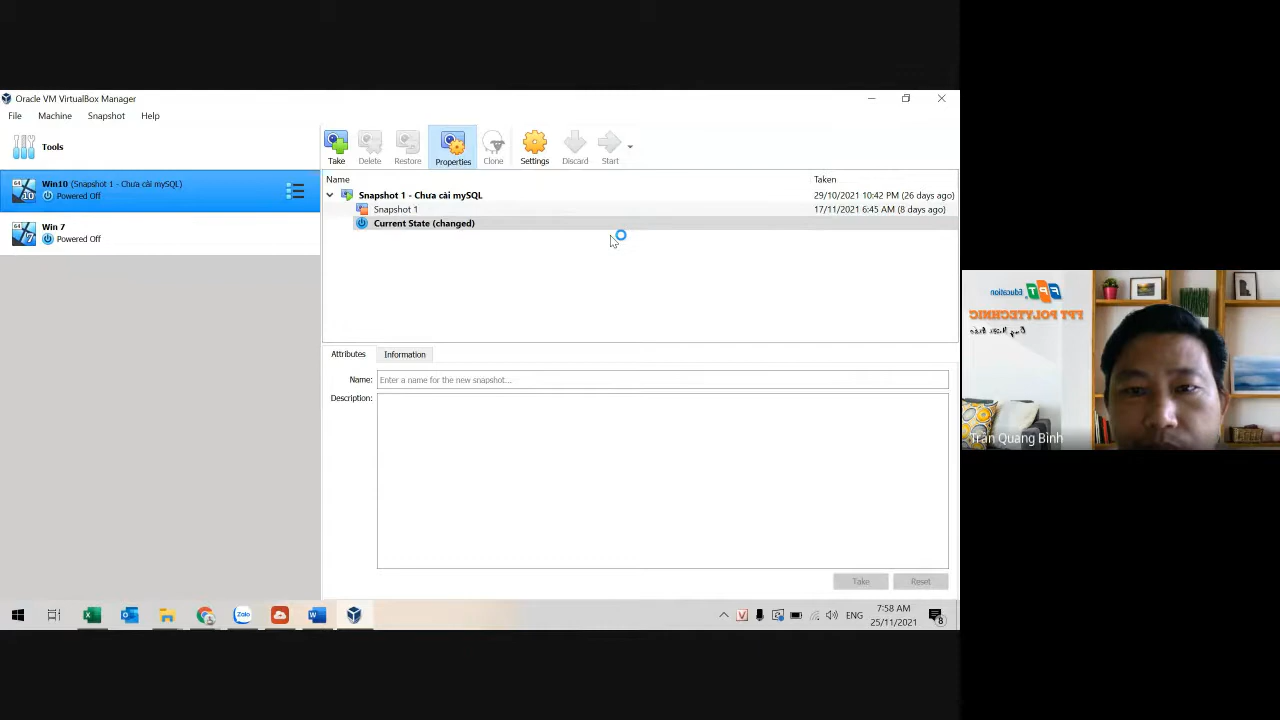 Oracle VM VirtualBox Manager
File Machine Snapshot Help
Tools
Take Delete Restore Properties Clone Settings Discard Start
Win10 (Snapshot 1 - Chưa cài mySQL)
Powered Off
Win 7
Powered Off
Name Taken
Snapshot 1 - Chưa cài mySQL 29/10/2021 10:42 PM (26 days ago)
Snapshot 1 17/11/2021 6:45 AM (8 days ago)
Current State (changed)
Attributes Information
Name: Enter a name for the new snapshot...
Description:
Take Reset
Zalo
ENG
7:58 AM
25/11/2021
8
FPT Education
FPT POLYTECHNIC
Trần Quang Bình